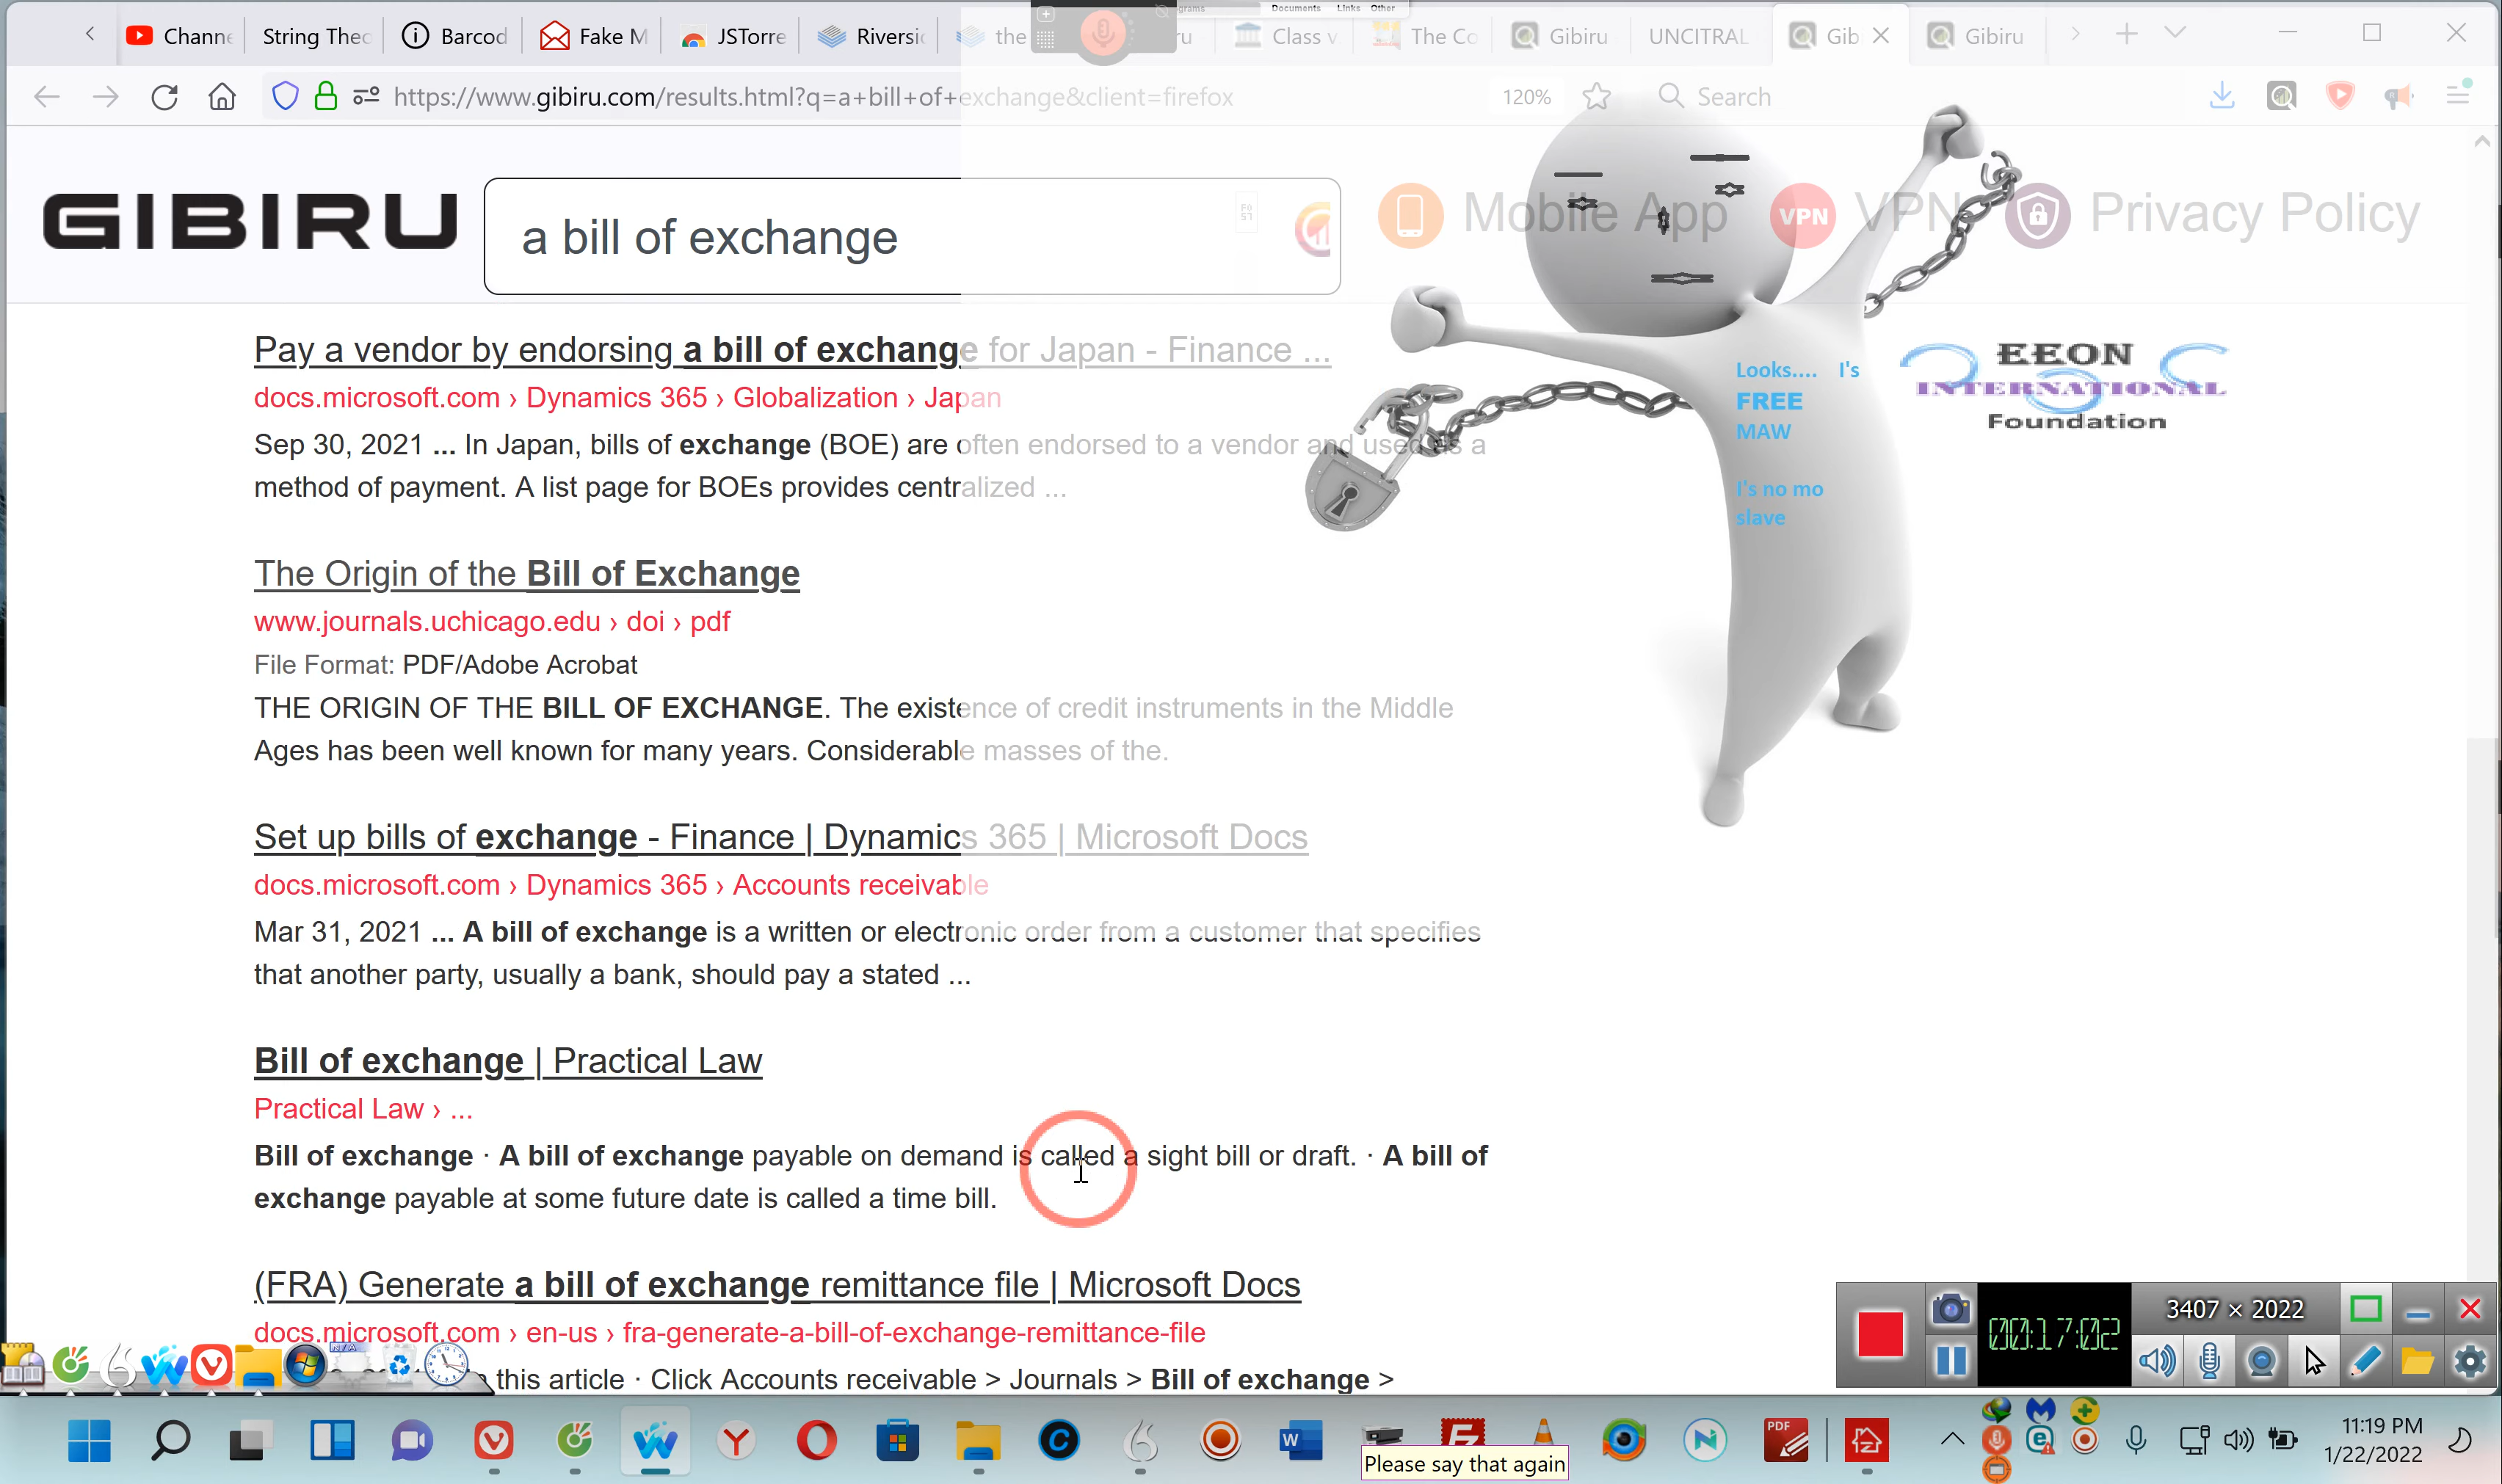 Documents Links Other
Channe
String Theo
Barcod
Fake M
JSTorre
Riversi
the
ru
Class v
The Co
Gibiru
UNCITRAL
Gib
Gibiru
https://www.gibiru.com/results.html?q=a+bill+of+exchange&client=firefox
120%
Search
GIBIRU
a bill of exchange
Mobile App
VPN
VPN
Privacy Policy
Pay a vendor by endorsing a bill of exchange for Japan - Finance ...
docs.microsoft.com › Dynamics 365 › Globalization › Japan
Sep 30, 2021 ... In Japan, bills of exchange (BOE) are often endorsed to a vendor and used as a
method of payment. A list page for BOEs provides centralized ...
Looks.... I's
FREE
MAW
I's no mo
slave
EEON
INTERNATIONAL
Foundation
The Origin of the Bill of Exchange
www.journals.uchicago.edu › doi › pdf
File Format: PDF/Adobe Acrobat
THE ORIGIN OF THE BILL OF EXCHANGE. The existence of credit instruments in the Middle
Ages has been well known for many years. Considerable masses of the.
Set up bills of exchange - Finance | Dynamics 365 | Microsoft Docs
docs.microsoft.com › Dynamics 365 › Accounts receivable
Mar 31, 2021 ... A bill of exchange is a written or electronic order from a customer that specifies
that another party, usually a bank, should pay a stated ...
Bill of exchange | Practical Law
Practical Law › ...
Bill of exchange · A bill of exchange payable on demand is called a sight bill or draft. · A bill of
exchange payable at some future date is called a time bill.
(FRA) Generate a bill of exchange remittance file | Microsoft Docs
docs.microsoft.com › en-us › fra-generate-a-bill-of-exchange-remittance-file
this article · Click Accounts receivable > Journals > Bill of exchange >
3407 × 2022
00:17:02
N/A
PDF
Please say that again
11:19 PM
1/22/2022